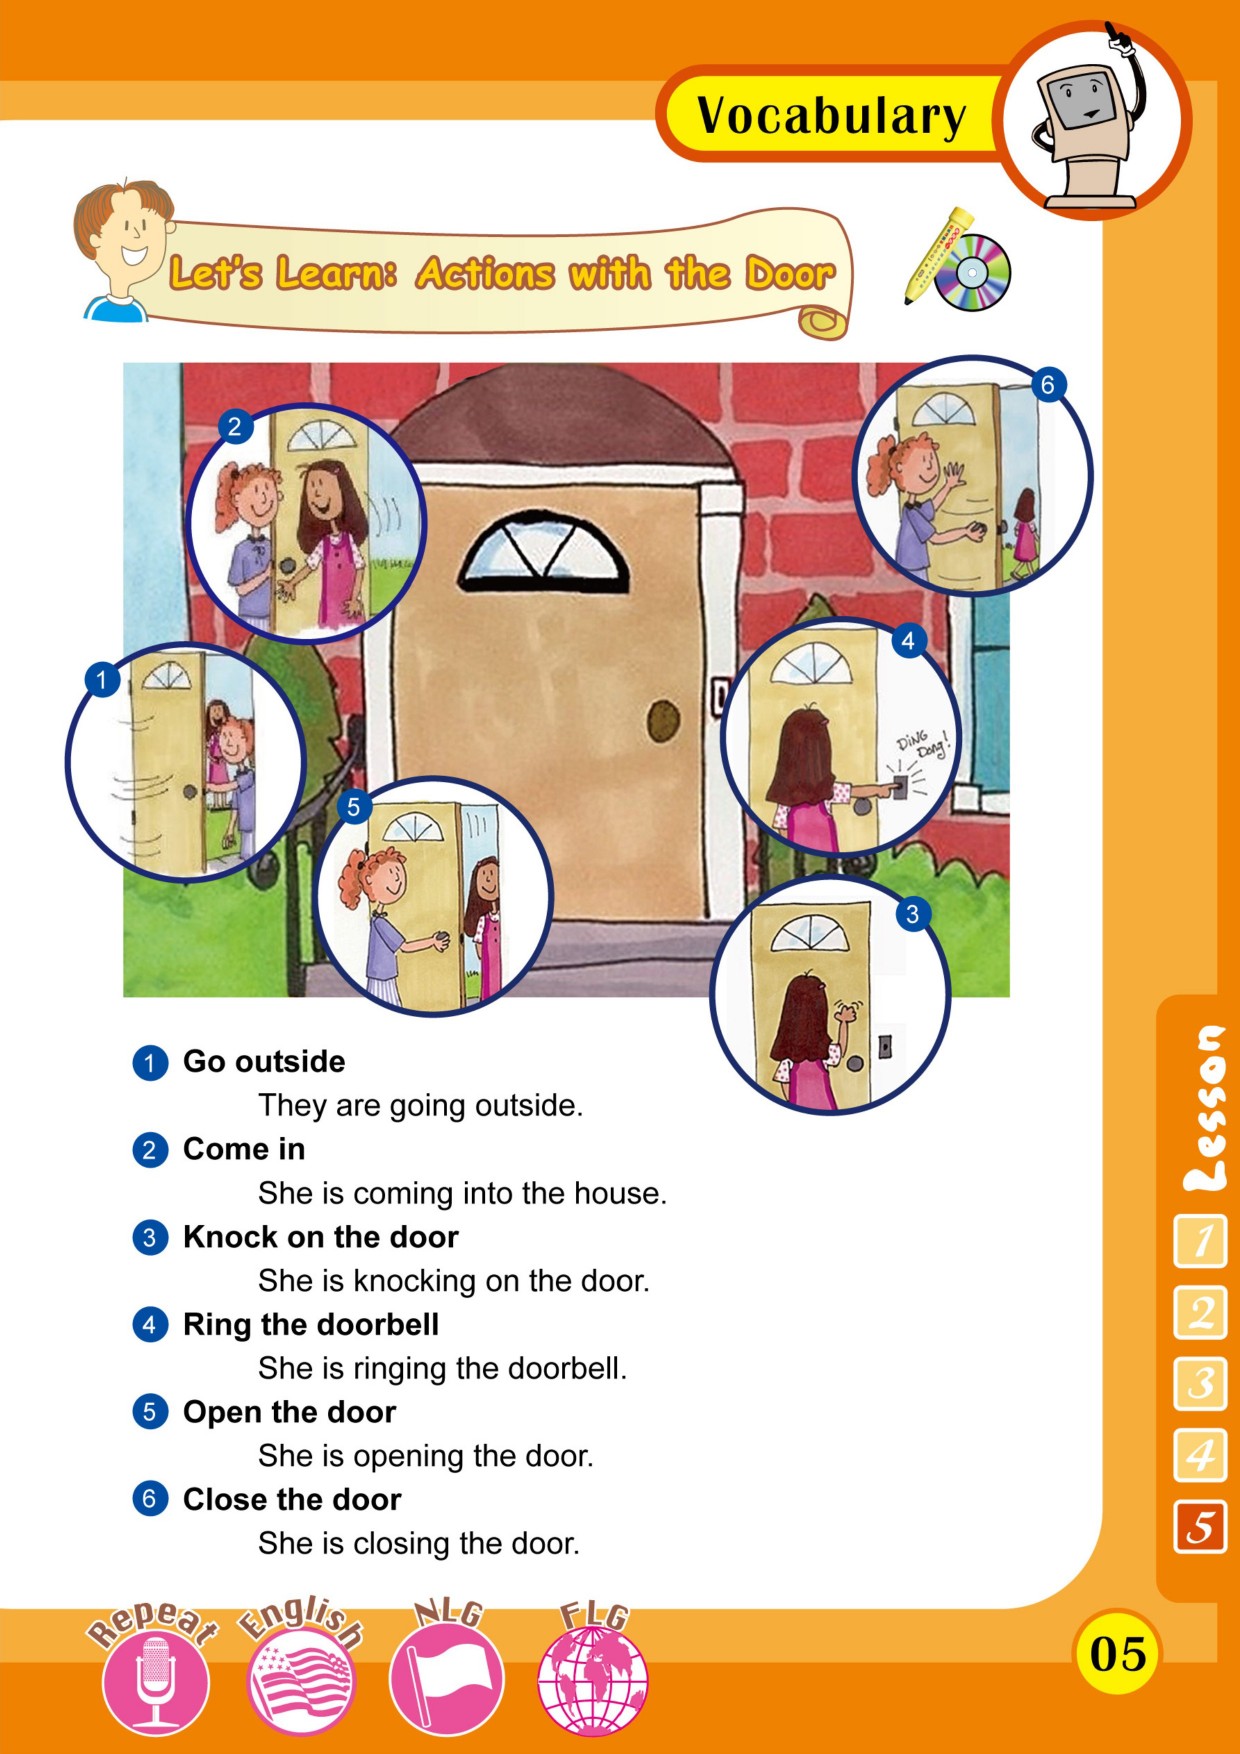 Vocabulary
Let's Learn: Actions with the Door
2
6
1
4
DiNG
Dong!
5
3
1 Go outside
They are going outside.
2 Come in
She is coming into the house.
3 Knock on the door
She is knocking on the door.
4 Ring the doorbell
She is ringing the doorbell.
5 Open the door
She is opening the door.
6 Close the door
She is closing the door.
Lesson
1
2
3
4
5
Repeat
English
NLG
FLG
05